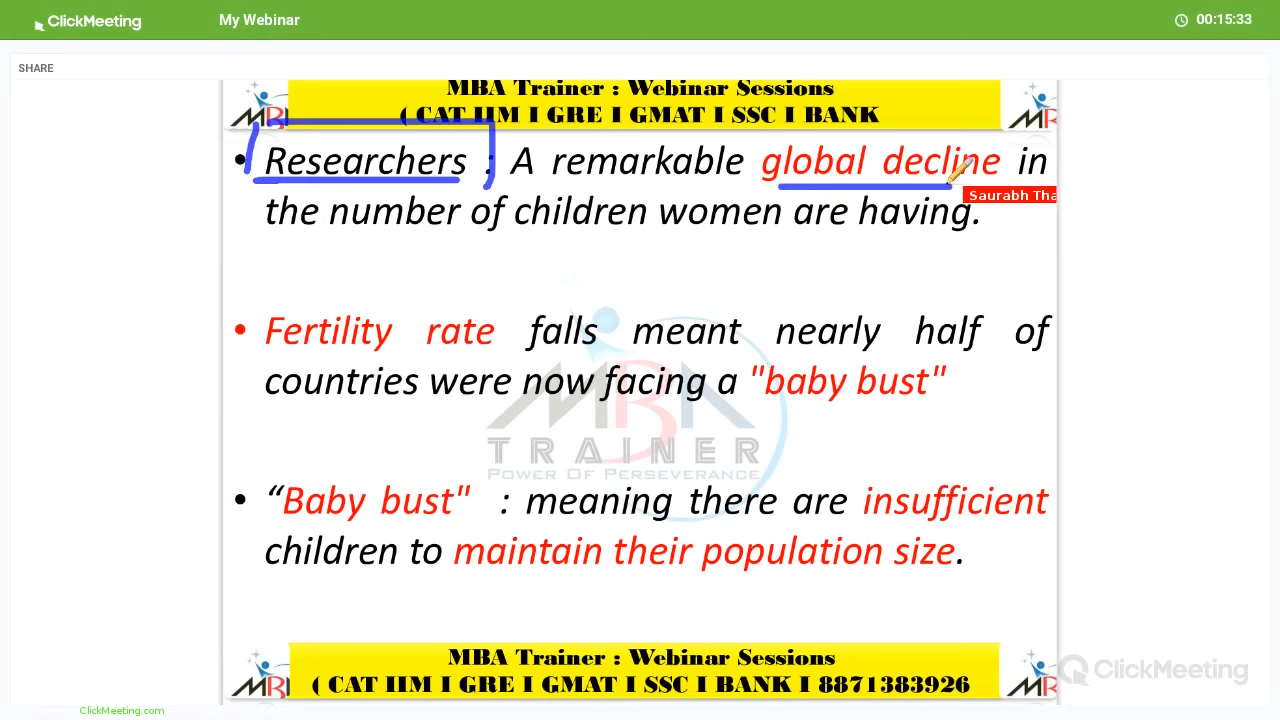 ClickMeeting
My Webinar
00:15:33
SHARE
MBA Trainer : Webinar Sessions
( CAT IIM I GRE I GMAT I SSC I BANK
• Researchers : A remarkable global decline in
Saurabh Tha
the number of children women are having.
• Fertility rate falls meant nearly half of
countries were now facing a "baby bust"
MBA
TRAINER
POWER OF PERSEVERANCE
• “Baby bust" : meaning there are insufficient
children to maintain their population size.
MBA Trainer : Webinar Sessions
( CAT IIM I GRE I GMAT I SSC I BANK I 8871383926
ClickMeeting
ClickMeeting.com